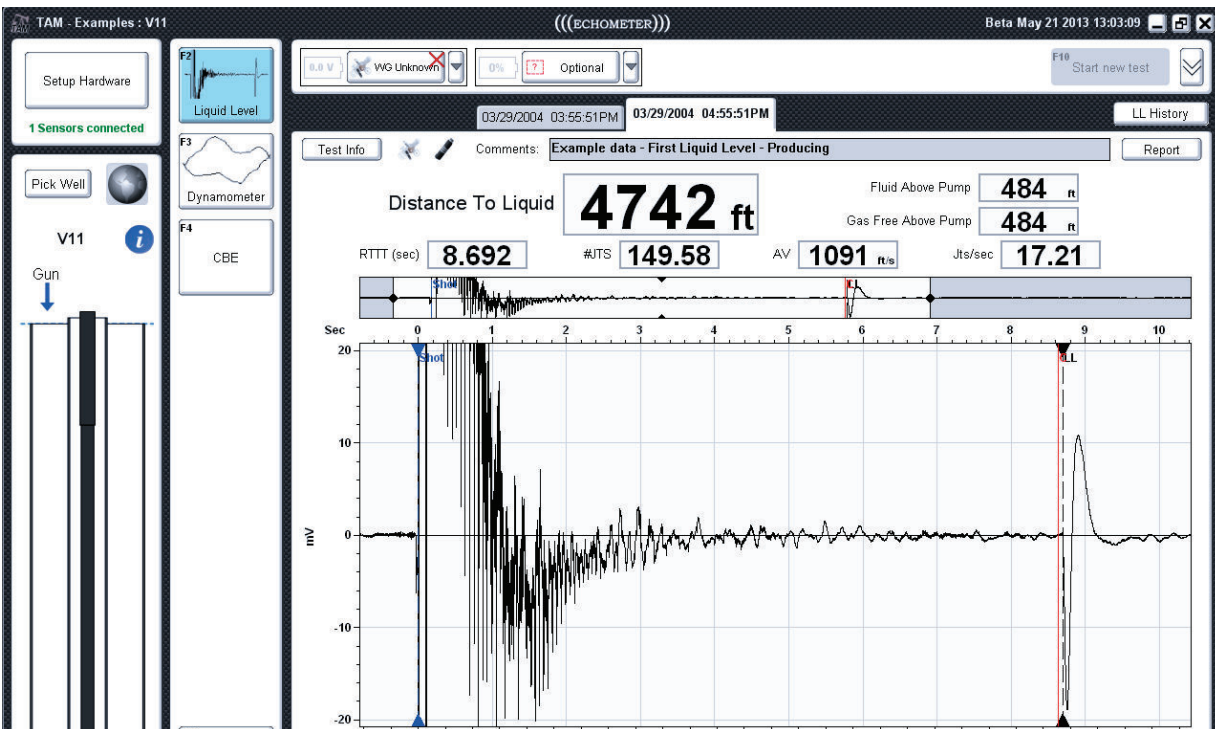 TAM - Examples : V11
(((ECHOMETER)))
Beta May 21 2013 13:03:09
Setup Hardware
1 Sensors connected
Pick Well
V11
i
Gun
F2
Liquid Level
F3
Dynamometer
F4
CBE
0.0 V
WG Unknown
0%
?
Optional
F10
Start new test
03/29/2004 03:55:51PM
03/29/2004 04:55:51PM
LL History
Test Info
Comments:
Example data - First Liquid Level - Producing
Report
Distance To Liquid
4742 ft
Fluid Above Pump
484 ft
Gas Free Above Pump
484 ft
RTTT (sec)
8.692
#JTS
149.58
AV
1091 ft/s
Jts/sec
17.21
Shot
Sec 0 1 2 3 4 5 6 7 8 9 10
Shot
LL
20
10
mV
0
-10
-20